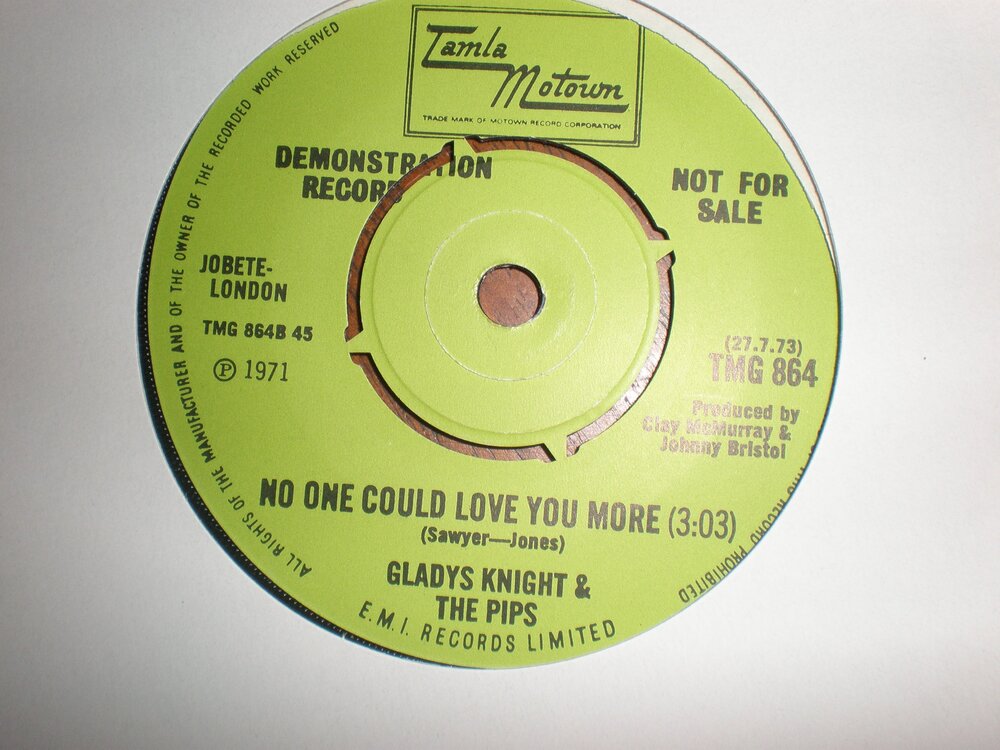 Tamla
Motown
TRADE MARK OF MOTOWN RECORD CORPORATION
DEMONSTRATION
RECORD
NOT FOR
SALE
JOBETE-
LONDON
TMG 864B 45
Ⓟ 1971
(27.7.73)
TMG 864
Produced by
Clay McMurray &
Johnny Bristol
NO ONE COULD LOVE YOU MORE (3:03)
(Sawyer—Jones)
GLADYS KNIGHT &
THE PIPS
E.M.I. RECORDS LIMITED
ALL RIGHTS OF THE MANUFACTURER AND OF THE OWNER OF THE RECORDED WORK RESERVED
OF THIS RECORD PROHIBITED